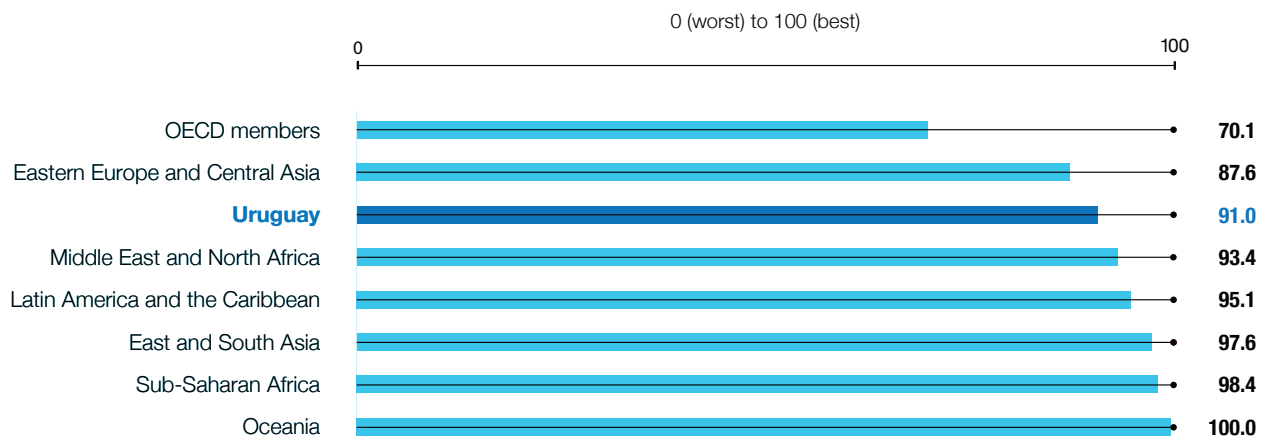 0 (worst) to 100 (best)
0 100
OECD members 70.1
Eastern Europe and Central Asia 87.6
Uruguay 91.0
Middle East and North Africa 93.4
Latin America and the Caribbean 95.1
East and South Asia 97.6
Sub-Saharan Africa 98.4
Oceania 100.0